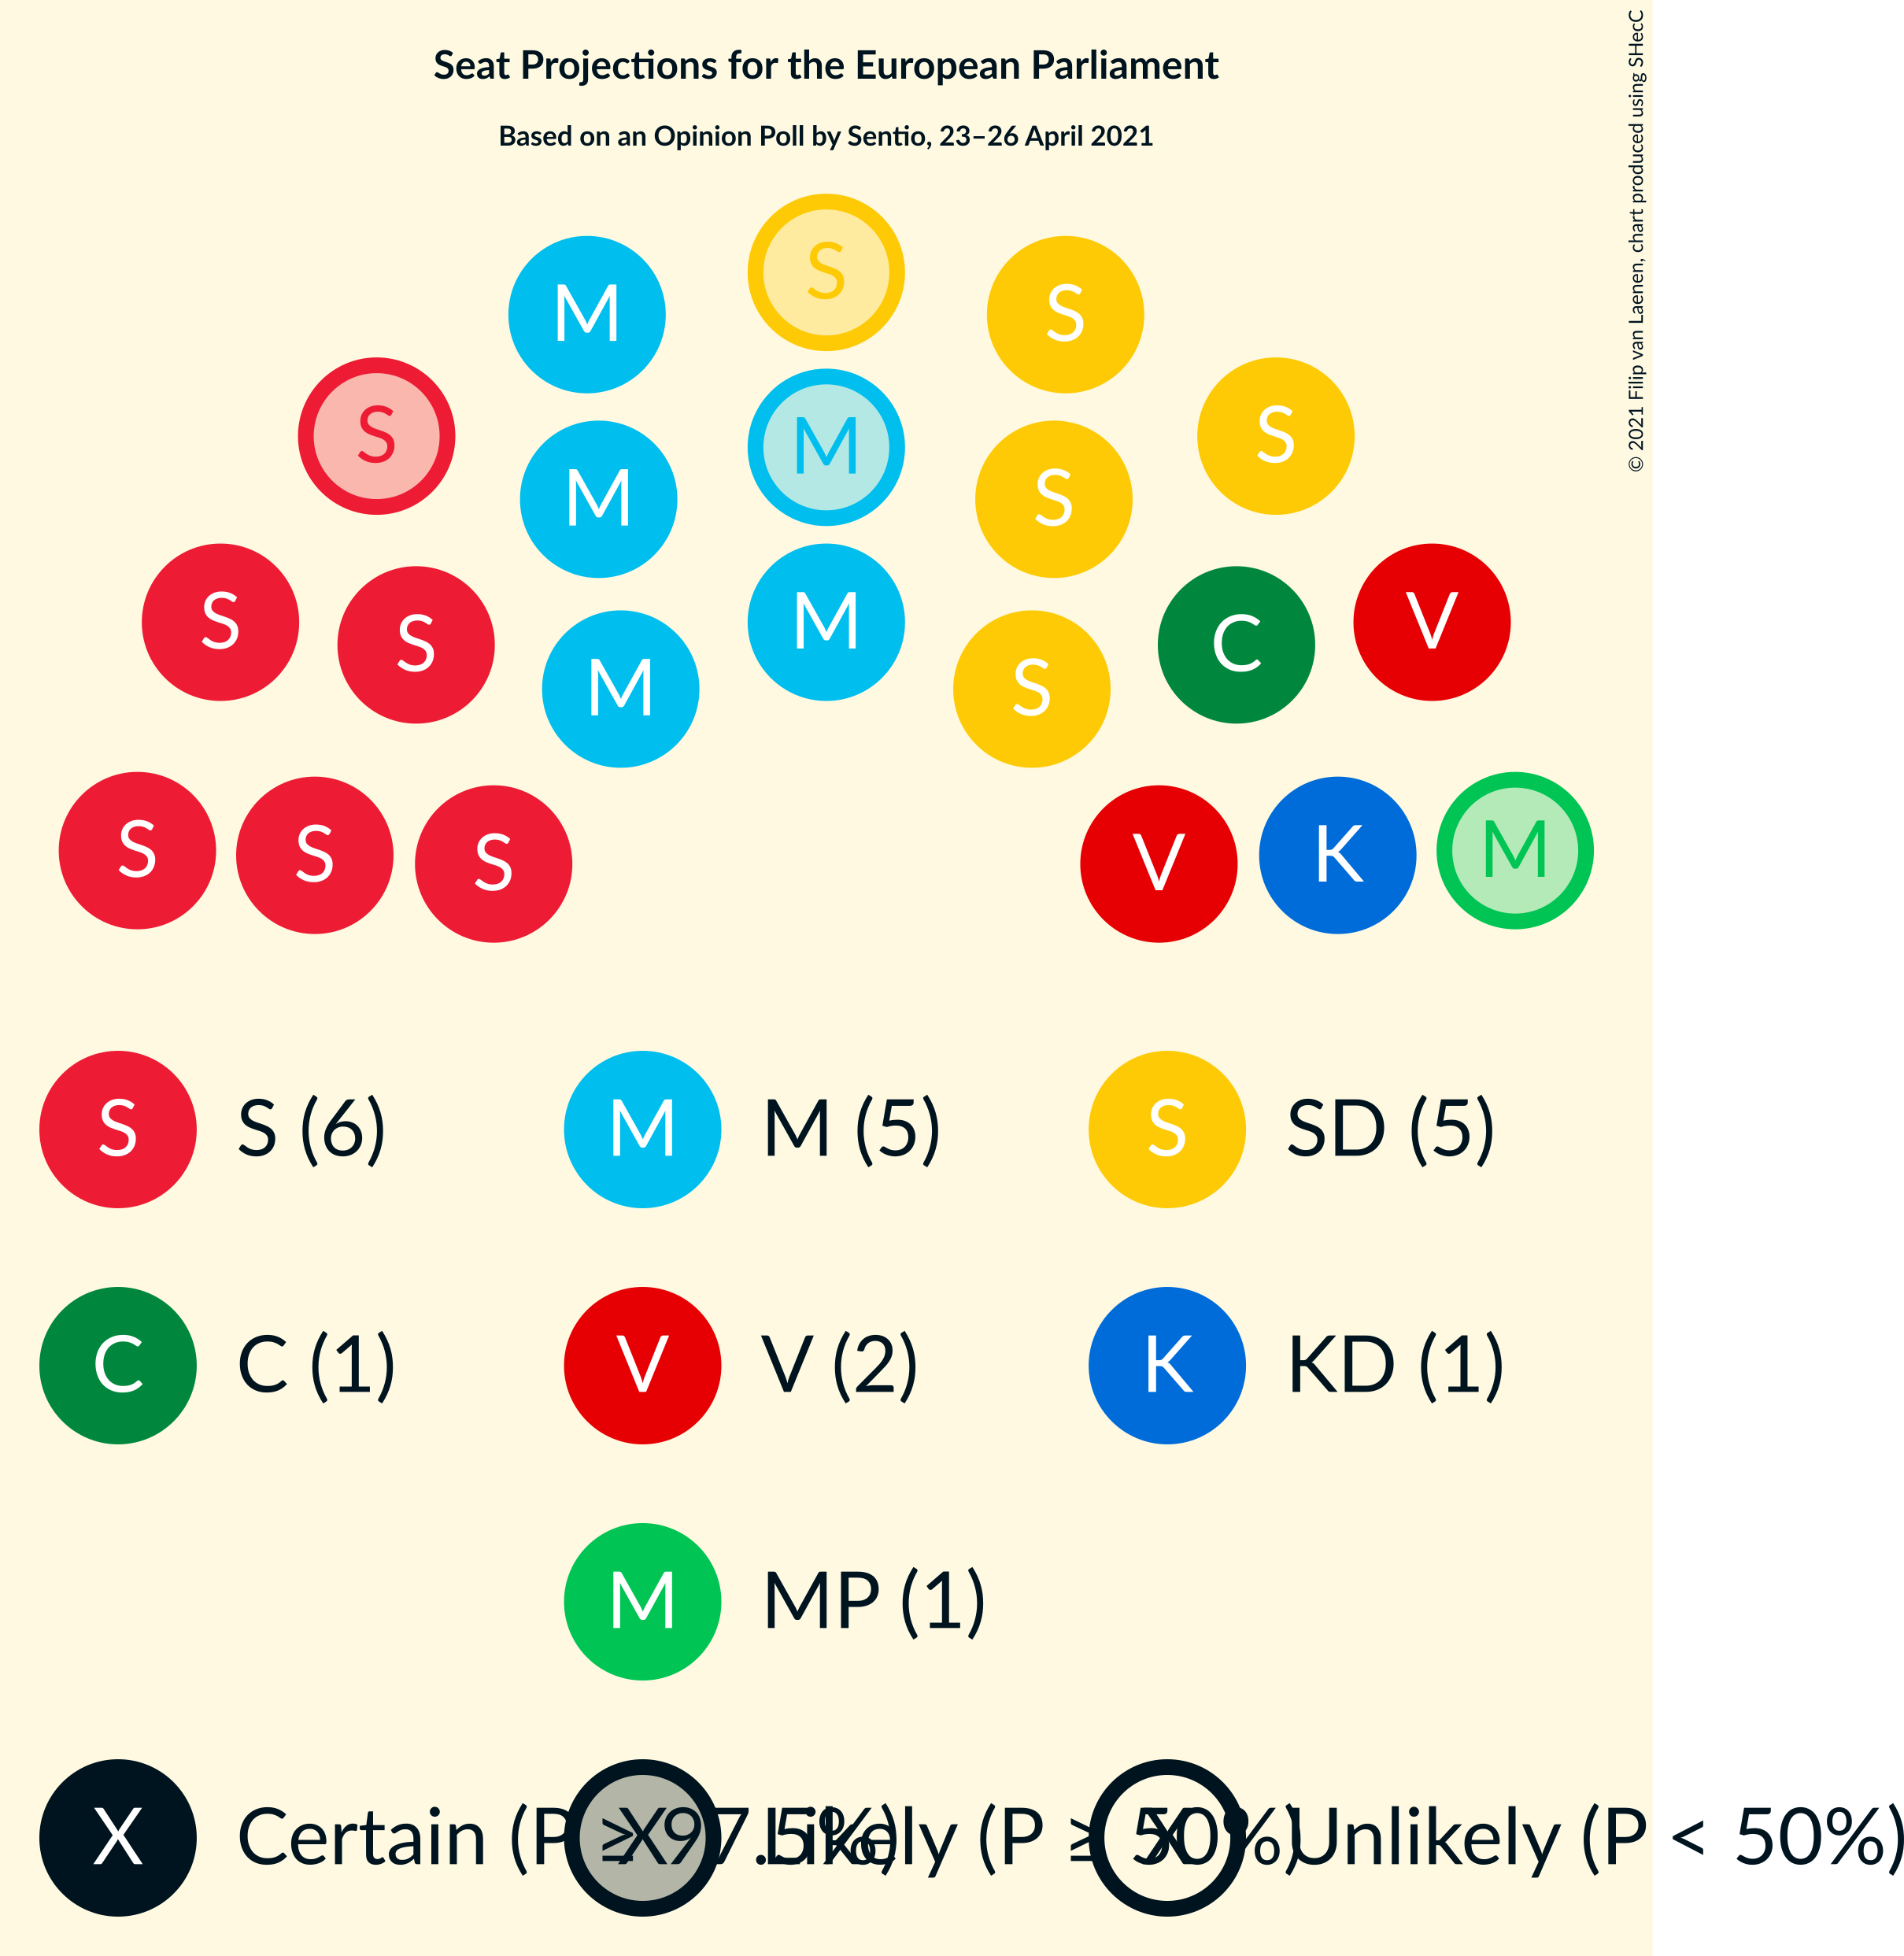 Seat Projections for the European Parliament
Based on an Opinion Poll by Sentio, 23–26 April 2021
© 2021 Filip van Laenen, chart produced using SHecC
S
M S
S M S
M M S
S S
S M C V
M S
S S S V K M
S S (6) M M (5) S SD (5)
C C (1) V V (2) K KD (1)
M MP (1)
X Certain (P ≥ 97.5%) X Likely (P ≥ 50%) X Unlikely (P < 50%)